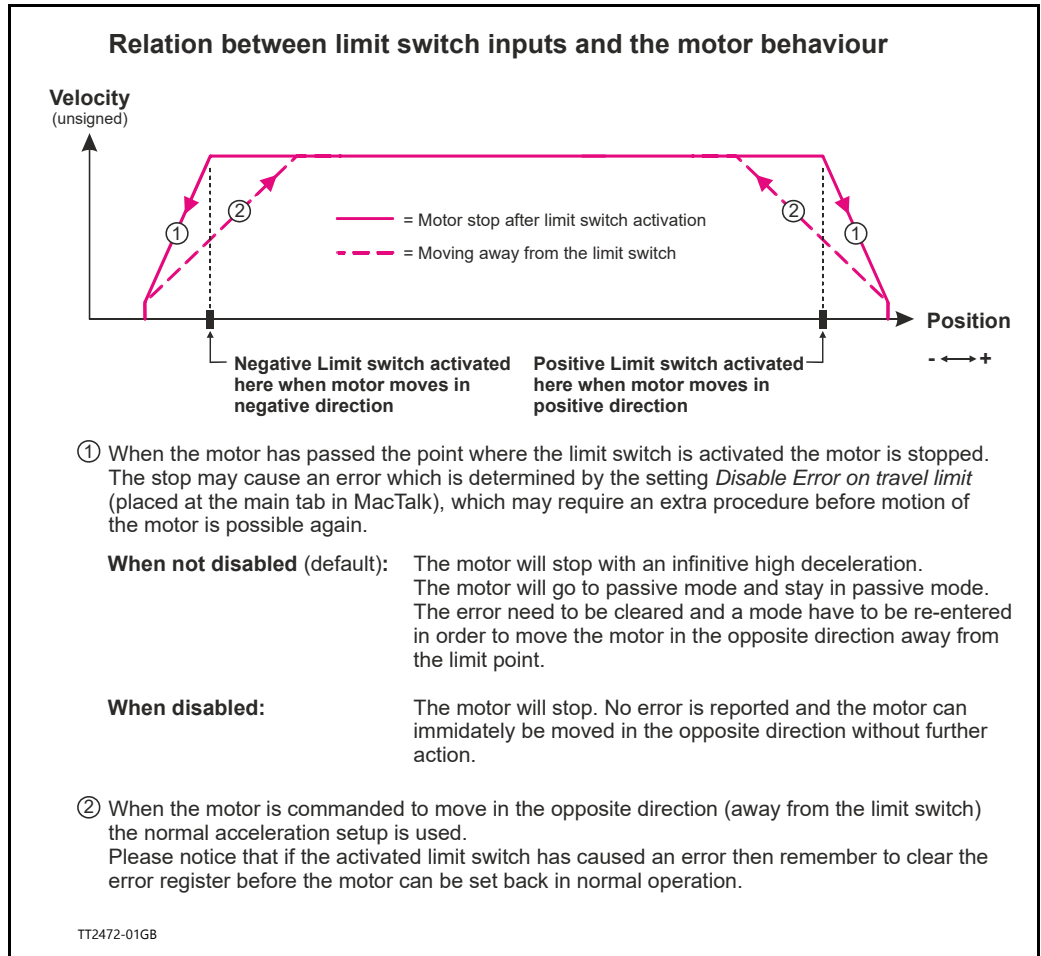 Relation between limit switch inputs and the motor behaviour
Velocity
(unsigned)
① ② ② ①
= Motor stop after limit switch activation
= Moving away from the limit switch
Position
- +
Negative Limit switch activated
here when motor moves in
negative direction
Positive Limit switch activated
here when motor moves in
positive direction
① When the motor has passed the point where the limit switch is activated the motor is stopped.
The stop may cause an error which is determined by the setting Disable Error on travel limit
(placed at the main tab in MacTalk), which may require an extra procedure before motion of
the motor is possible again.
When not disabled (default): The motor will stop with an infinitive high deceleration.
The motor will go to passive mode and stay in passive mode.
The error need to be cleared and a mode have to be re-entered
in order to move the motor in the opposite direction away from
the limit point.
When disabled: The motor will stop. No error is reported and the motor can
immidately be moved in the opposite direction without further
action.
② When the motor is commanded to move in the opposite direction (away from the limit switch)
the normal acceleration setup is used.
Please notice that if the activated limit switch has caused an error then remember to clear the
error register before the motor can be set back in normal operation.
TT2472-01GB